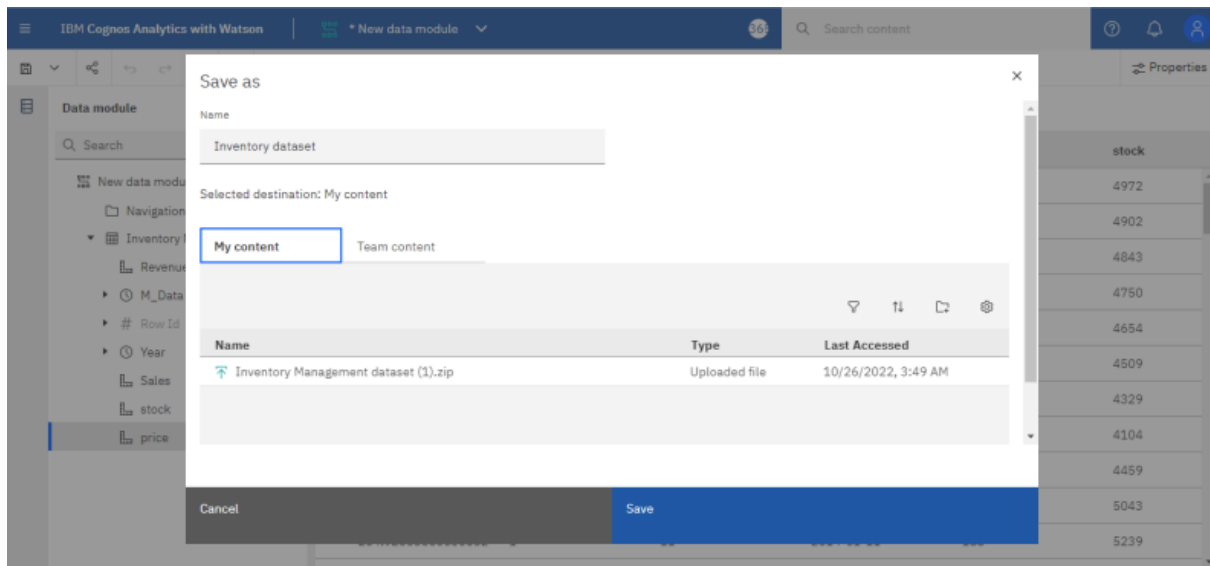 IBM Cognos Analytics with Watson
* New data module
Search content
Properties
Data module
Search
New data modu
Navigation
Inventory
Revenue
M_Data
# Row Id
Year
Sales
stock
price
Save as
Name
Inventory dataset
Selected destination: My content
My content Team content
Name Type Last Accessed
Inventory Management dataset (1).zip Uploaded file 10/26/2022, 3:49 AM
Cancel Save
stock
4972
4902
4843
4750
4654
4509
4329
4104
4459
5043
5239